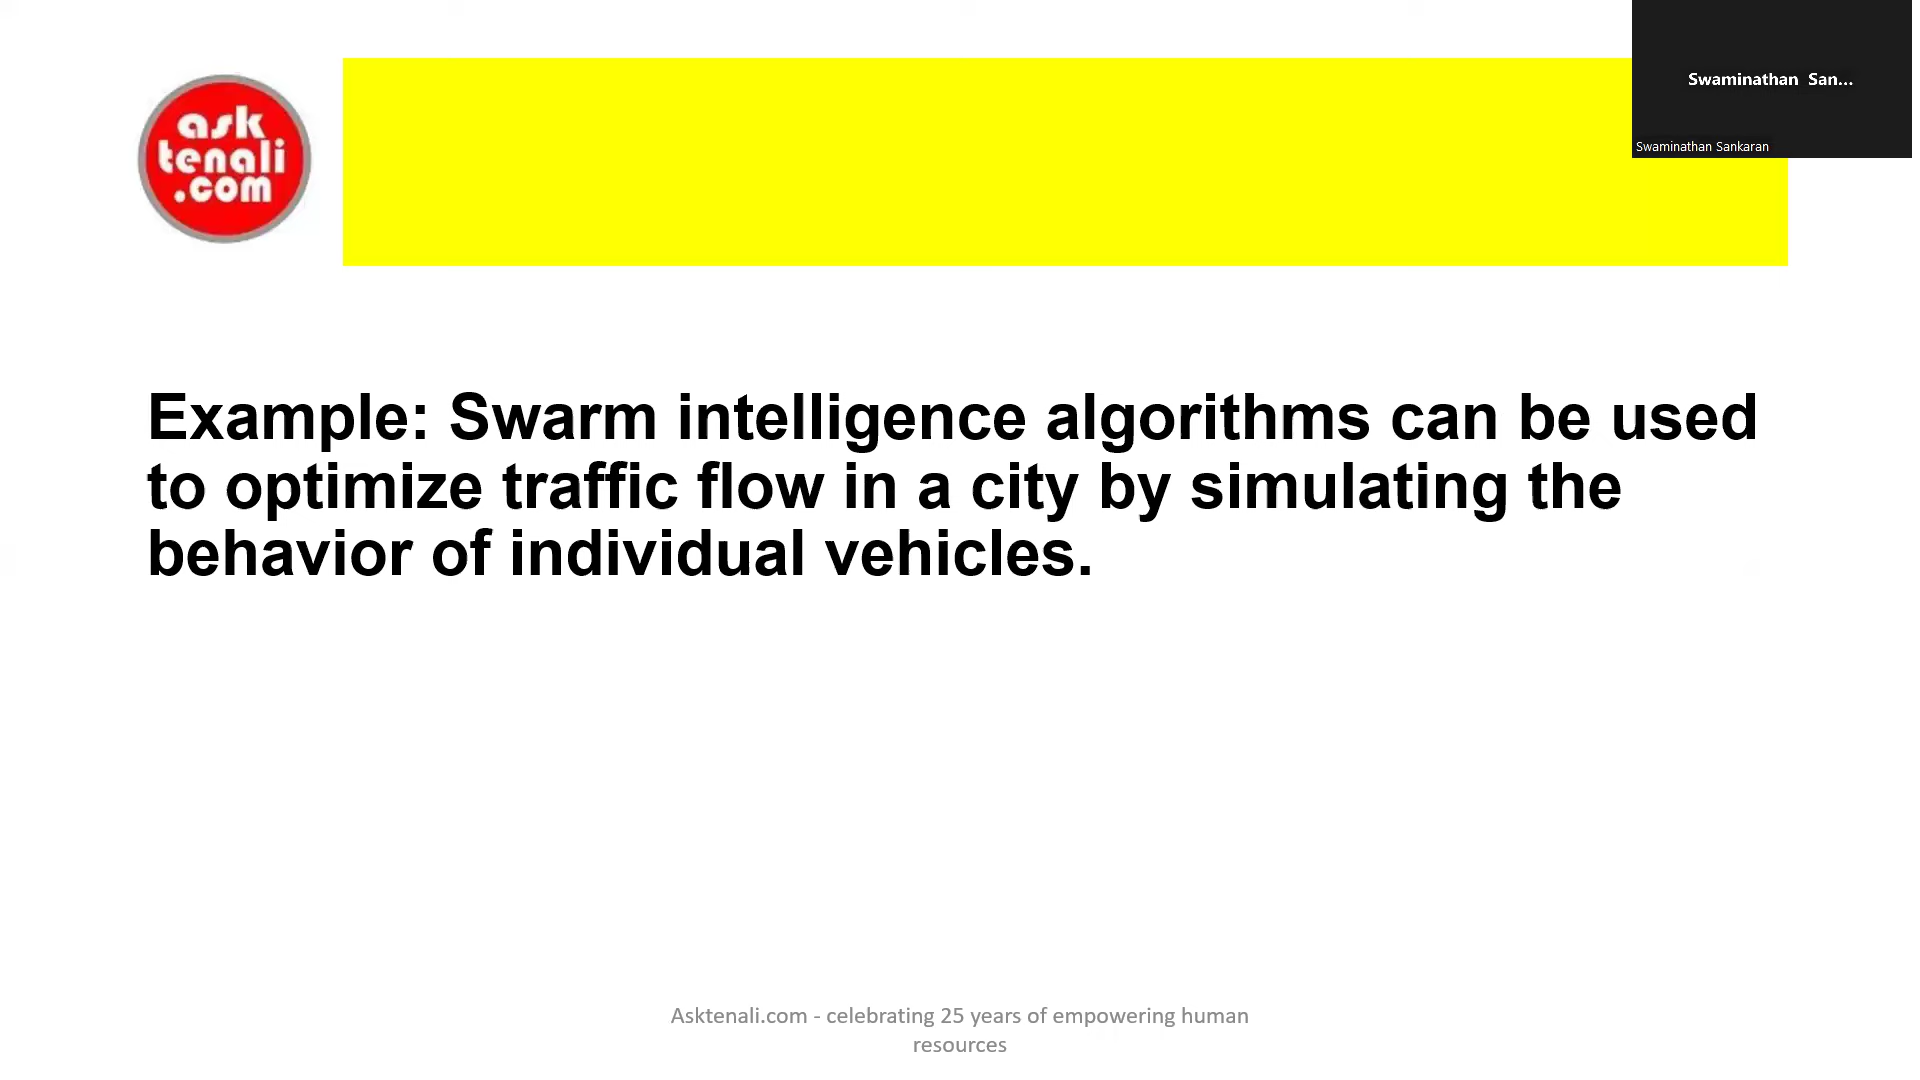 ask
tenali
.com
Swaminathan San...
Swaminathan Sankaran
Example: Swarm intelligence algorithms can be used
to optimize traffic flow in a city by simulating the
behavior of individual vehicles.
Asktenali.com - celebrating 25 years of empowering human
resources